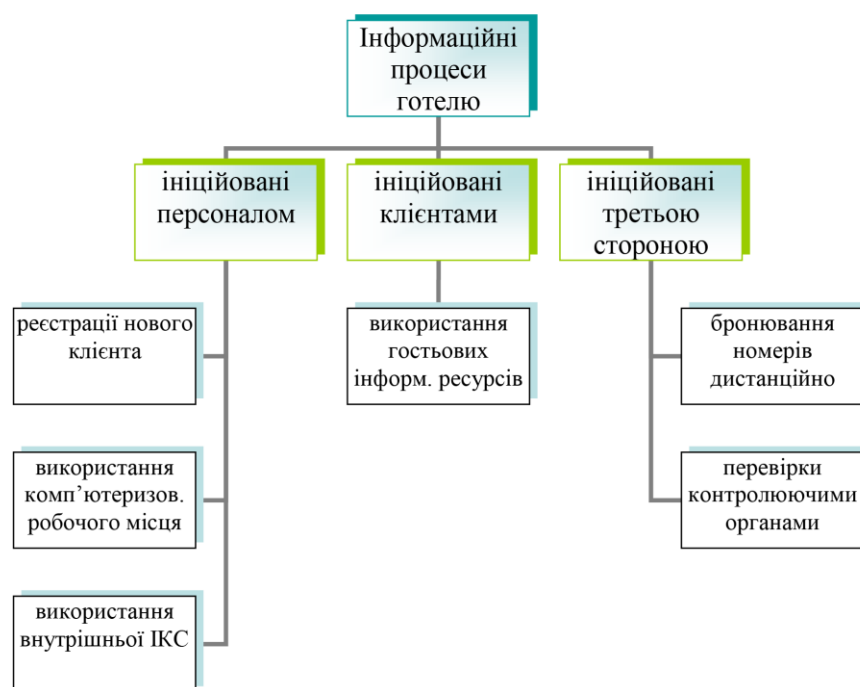 Інформаційні
процеси
готелю
ініційовані
персоналом
ініційовані
клієнтами
ініційовані
третьою
стороною
реєстрації нового
клієнта
використання
гостьових
інформ. ресурсів
бронювання
номерів
дистанційно
використання
комп’ютеризов.
робочого місця
перевірки
контролюючими
органами
використання
внутрішньої ІКС